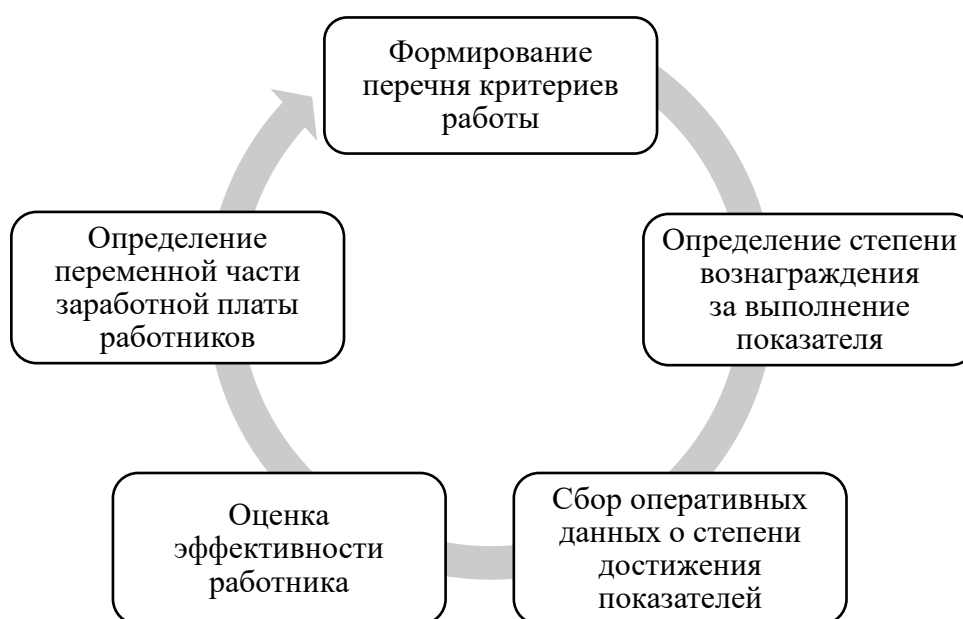 Формирование
перечня критериев
работы
Определение степени
вознаграждения
за выполнение
показателя
Сбор оперативных
данных о степени
достижения
показателей
Оценка
эффективности
работника
Определение
переменной части
заработной платы
работников